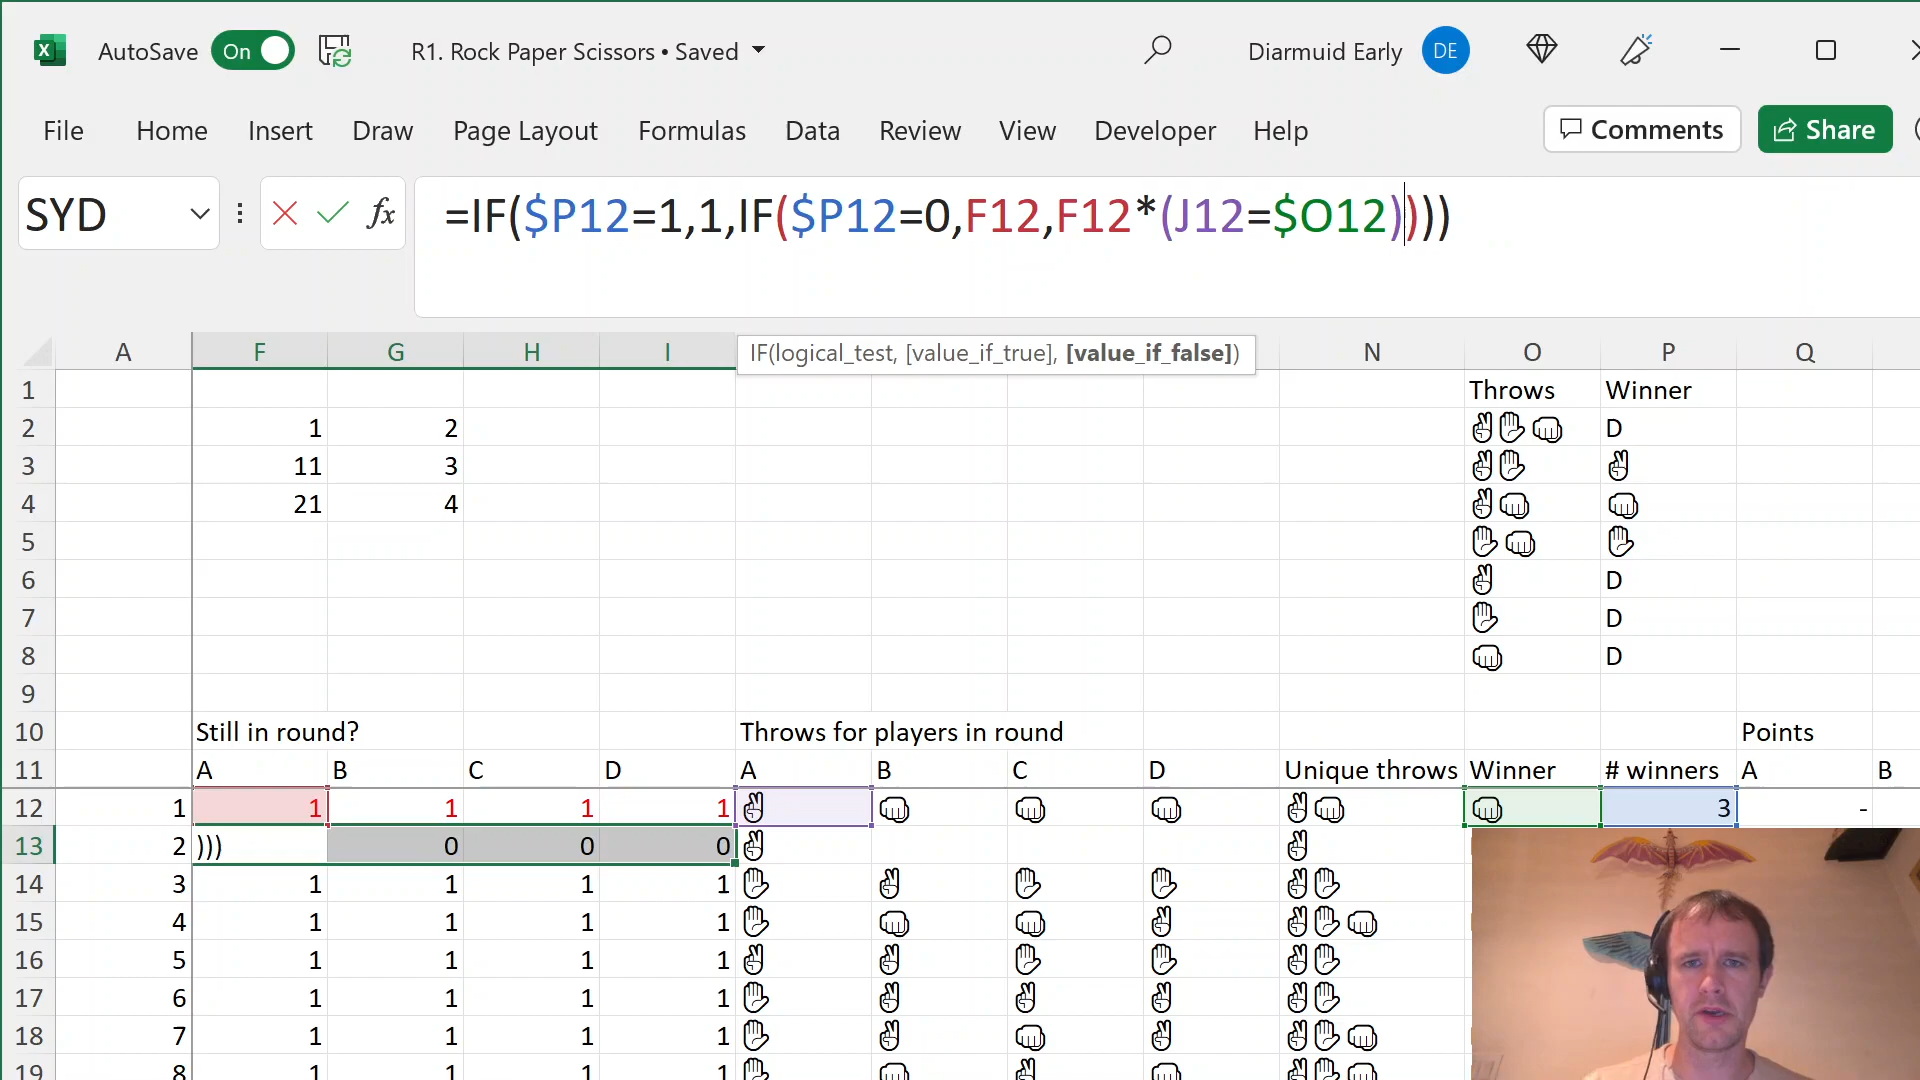 AutoSave On R1. Rock Paper Scissors • Saved Diarmuid Early DE
File Home Insert Draw Page Layout Formulas Data Review View Developer Help Comments Share
SYD fx =IF($P12=1,1,IF($P12=0,F12,F12*(J12=$O12))))
IF(logical_test, [value_if_true], [value_if_false])
A F G H I N O P Q
1 Throws Winner
2 1 2 ✌✋👊 D
3 11 3 ✌✋ ✌
4 21 4 ✌👊 👊
5 ✋👊 ✋
6 ✌ D
7 ✋ D
8 👊 D
9
10 Still in round? Throws for players in round Points
11 A B C D A B C D Unique throws Winner # winners A B
12 1 1 1 1 1 ✌ 👊 👊 👊 ✌👊 👊 3 -
13 2 ))) 0 0 0 ✌ ✌
14 3 1 1 1 1 ✋ ✌ ✋ ✋ ✌✋
15 4 1 1 1 1 ✋ 👊 👊 ✌ ✌✋👊
16 5 1 1 1 1 ✌ ✌ ✋ ✋ ✌✋
17 6 1 1 1 1 ✋ ✌ ✌ ✌ ✌✋
18 7 1 1 1 1 ✋ ✌ 👊 ✌ ✌✋👊
19 8 1 1 1 1 ✋ 👊 ✌ 👊 ✌✋👊